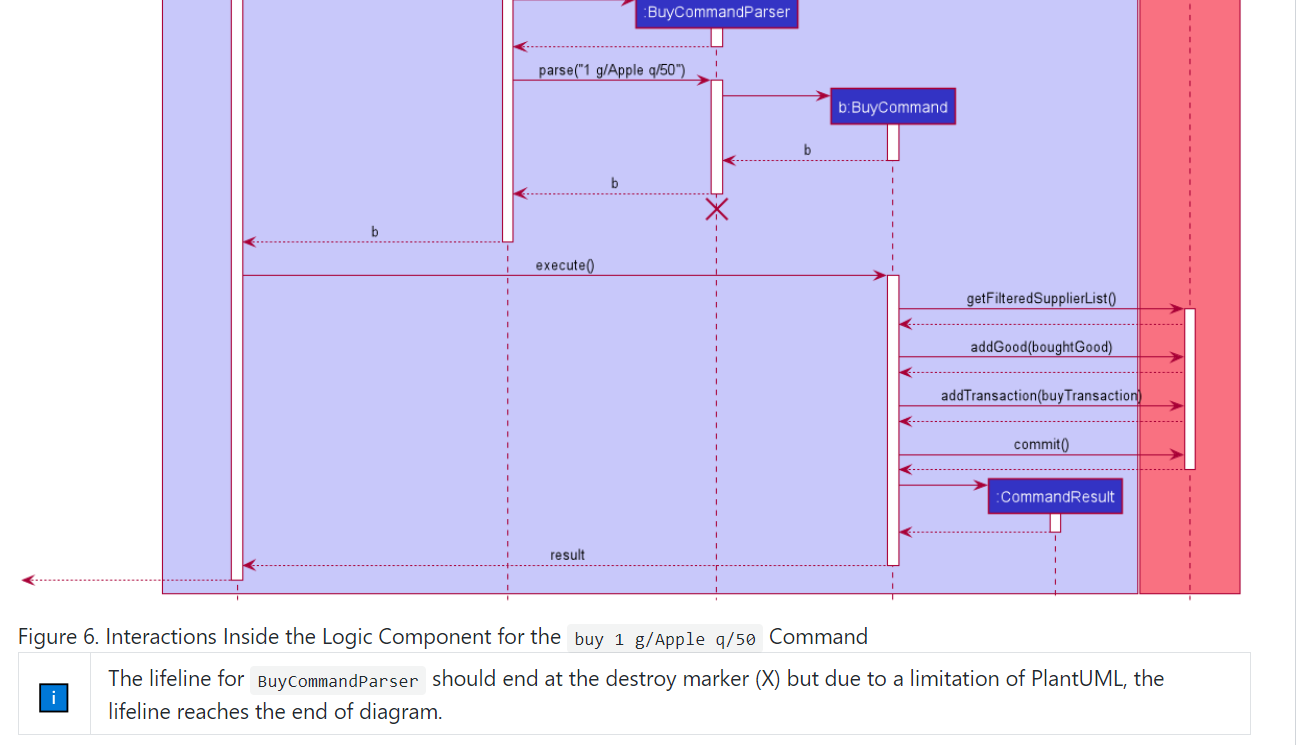 :BuyCommandParser
parse("1 g/Apple q/50")
b:BuyCommand
b
b
b
execute()
getFilteredSupplierList()
addGood(boughtGood)
addTransaction(buyTransaction)
commit()
:CommandResult
result
Figure 6. Interactions Inside the Logic Component for the buy 1 g/Apple q/50 Command
i
The lifeline for BuyCommandParser should end at the destroy marker (X) but due to a limitation of PlantUML, the
lifeline reaches the end of diagram.